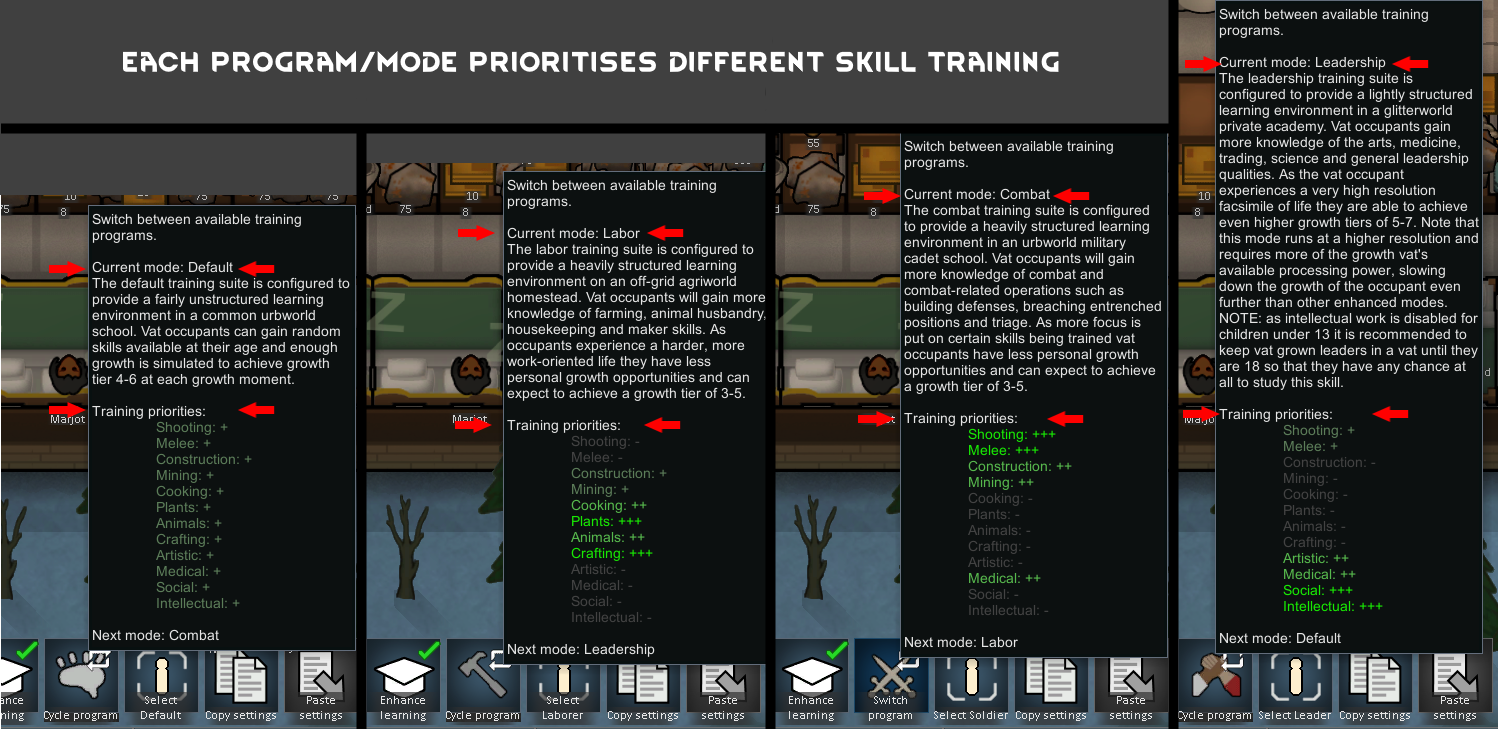 EACH PROGRAM/MODE PRIORITISES DIFFERENT SKILL TRAINING
10
75
75
75
75
8
Switch between available training
programs.
Current mode: Default
The default training suite is configured to
provide a fairly unstructured learning
environment in a common urbworld
school. Vat occupants can gain random
skills available at their age and enough
growth is simulated to achieve growth
tier 4-6 at each growth moment.
Training priorities:
Shooting: +
Melee: +
Construction: +
Mining: +
Cooking: +
Plants: +
Animals: +
Crafting: +
Artistic: +
Medical: +
Social: +
Intellectual: +
Next mode: Combat
Marjot
Cycle program
Select
Default
Copy settings
Paste
settings
10
75
8
Switch between available training
programs.
Current mode: Labor
The labor training suite is configured to
provide a heavily structured learning
environment on an off-grid agriworld
homestead. Vat occupants will gain more
knowledge of farming, animal husbandry,
housekeeping and maker skills. As
occupants experience a harder, more
work-oriented life they have less
personal growth opportunities and can
expect to achieve a growth tier of 3-5.
Training priorities:
Shooting: -
Melee: -
Construction: +
Mining: +
Cooking: ++
Plants: +++
Animals: ++
Crafting: +++
Artistic: -
Medical: -
Social: -
Intellectual: -
Next mode: Leadership
Marjot
Enhance
learning
Cycle program
Select
Laborer
Copy settings
Paste
settings
55
75
8
Switch between available training
programs.
Current mode: Combat
The combat training suite is configured
to provide a heavily structured learning
environment in an urbworld military
cadet school. Vat occupants will gain
more knowledge of combat and
combat-related operations such as
building defenses, breaching entrenched
positions and triage. As more focus is
put on certain skills being trained vat
occupants have less personal growth
opportunities and can expect to achieve
a growth tier of 3-5.
Training priorities:
Shooting: +++
Melee: +++
Construction: ++
Mining: ++
Cooking: -
Plants: -
Animals: -
Crafting: -
Artistic: -
Medical: ++
Social: -
Intellectual: -
Next mode: Labor
Enhance
learning
Switch
program
Select Soldier
Copy settings
Paste
settings
10
8
Switch between available training
programs.
Current mode: Leadership
The leadership training suite is
configured to provide a lightly structured
learning environment in a glitterworld
private academy. Vat occupants gain
more knowledge of the arts, medicine,
trading, science and general leadership
qualities. As the vat occupant
experiences a very high resolution
facsimile of life they are able to achieve
even higher growth tiers of 5-7. Note that
this mode runs at a higher resolution and
requires more of the growth vat's
available processing power, slowing
down the growth of the occupant even
further than other enhanced modes.
NOTE: as intellectual work is disabled for
children under 13 it is recommended to
keep vat grown leaders in a vat until they
are 18 so that they have any chance at
all to study this skill.
Training priorities:
Shooting: +
Melee: +
Construction: -
Mining: -
Cooking: -
Plants: -
Animals: -
Crafting: -
Artistic: ++
Medical: ++
Social: +++
Intellectual: +++
Next mode: Default
Cycle program
Select Leader
Copy settings
Paste
settings